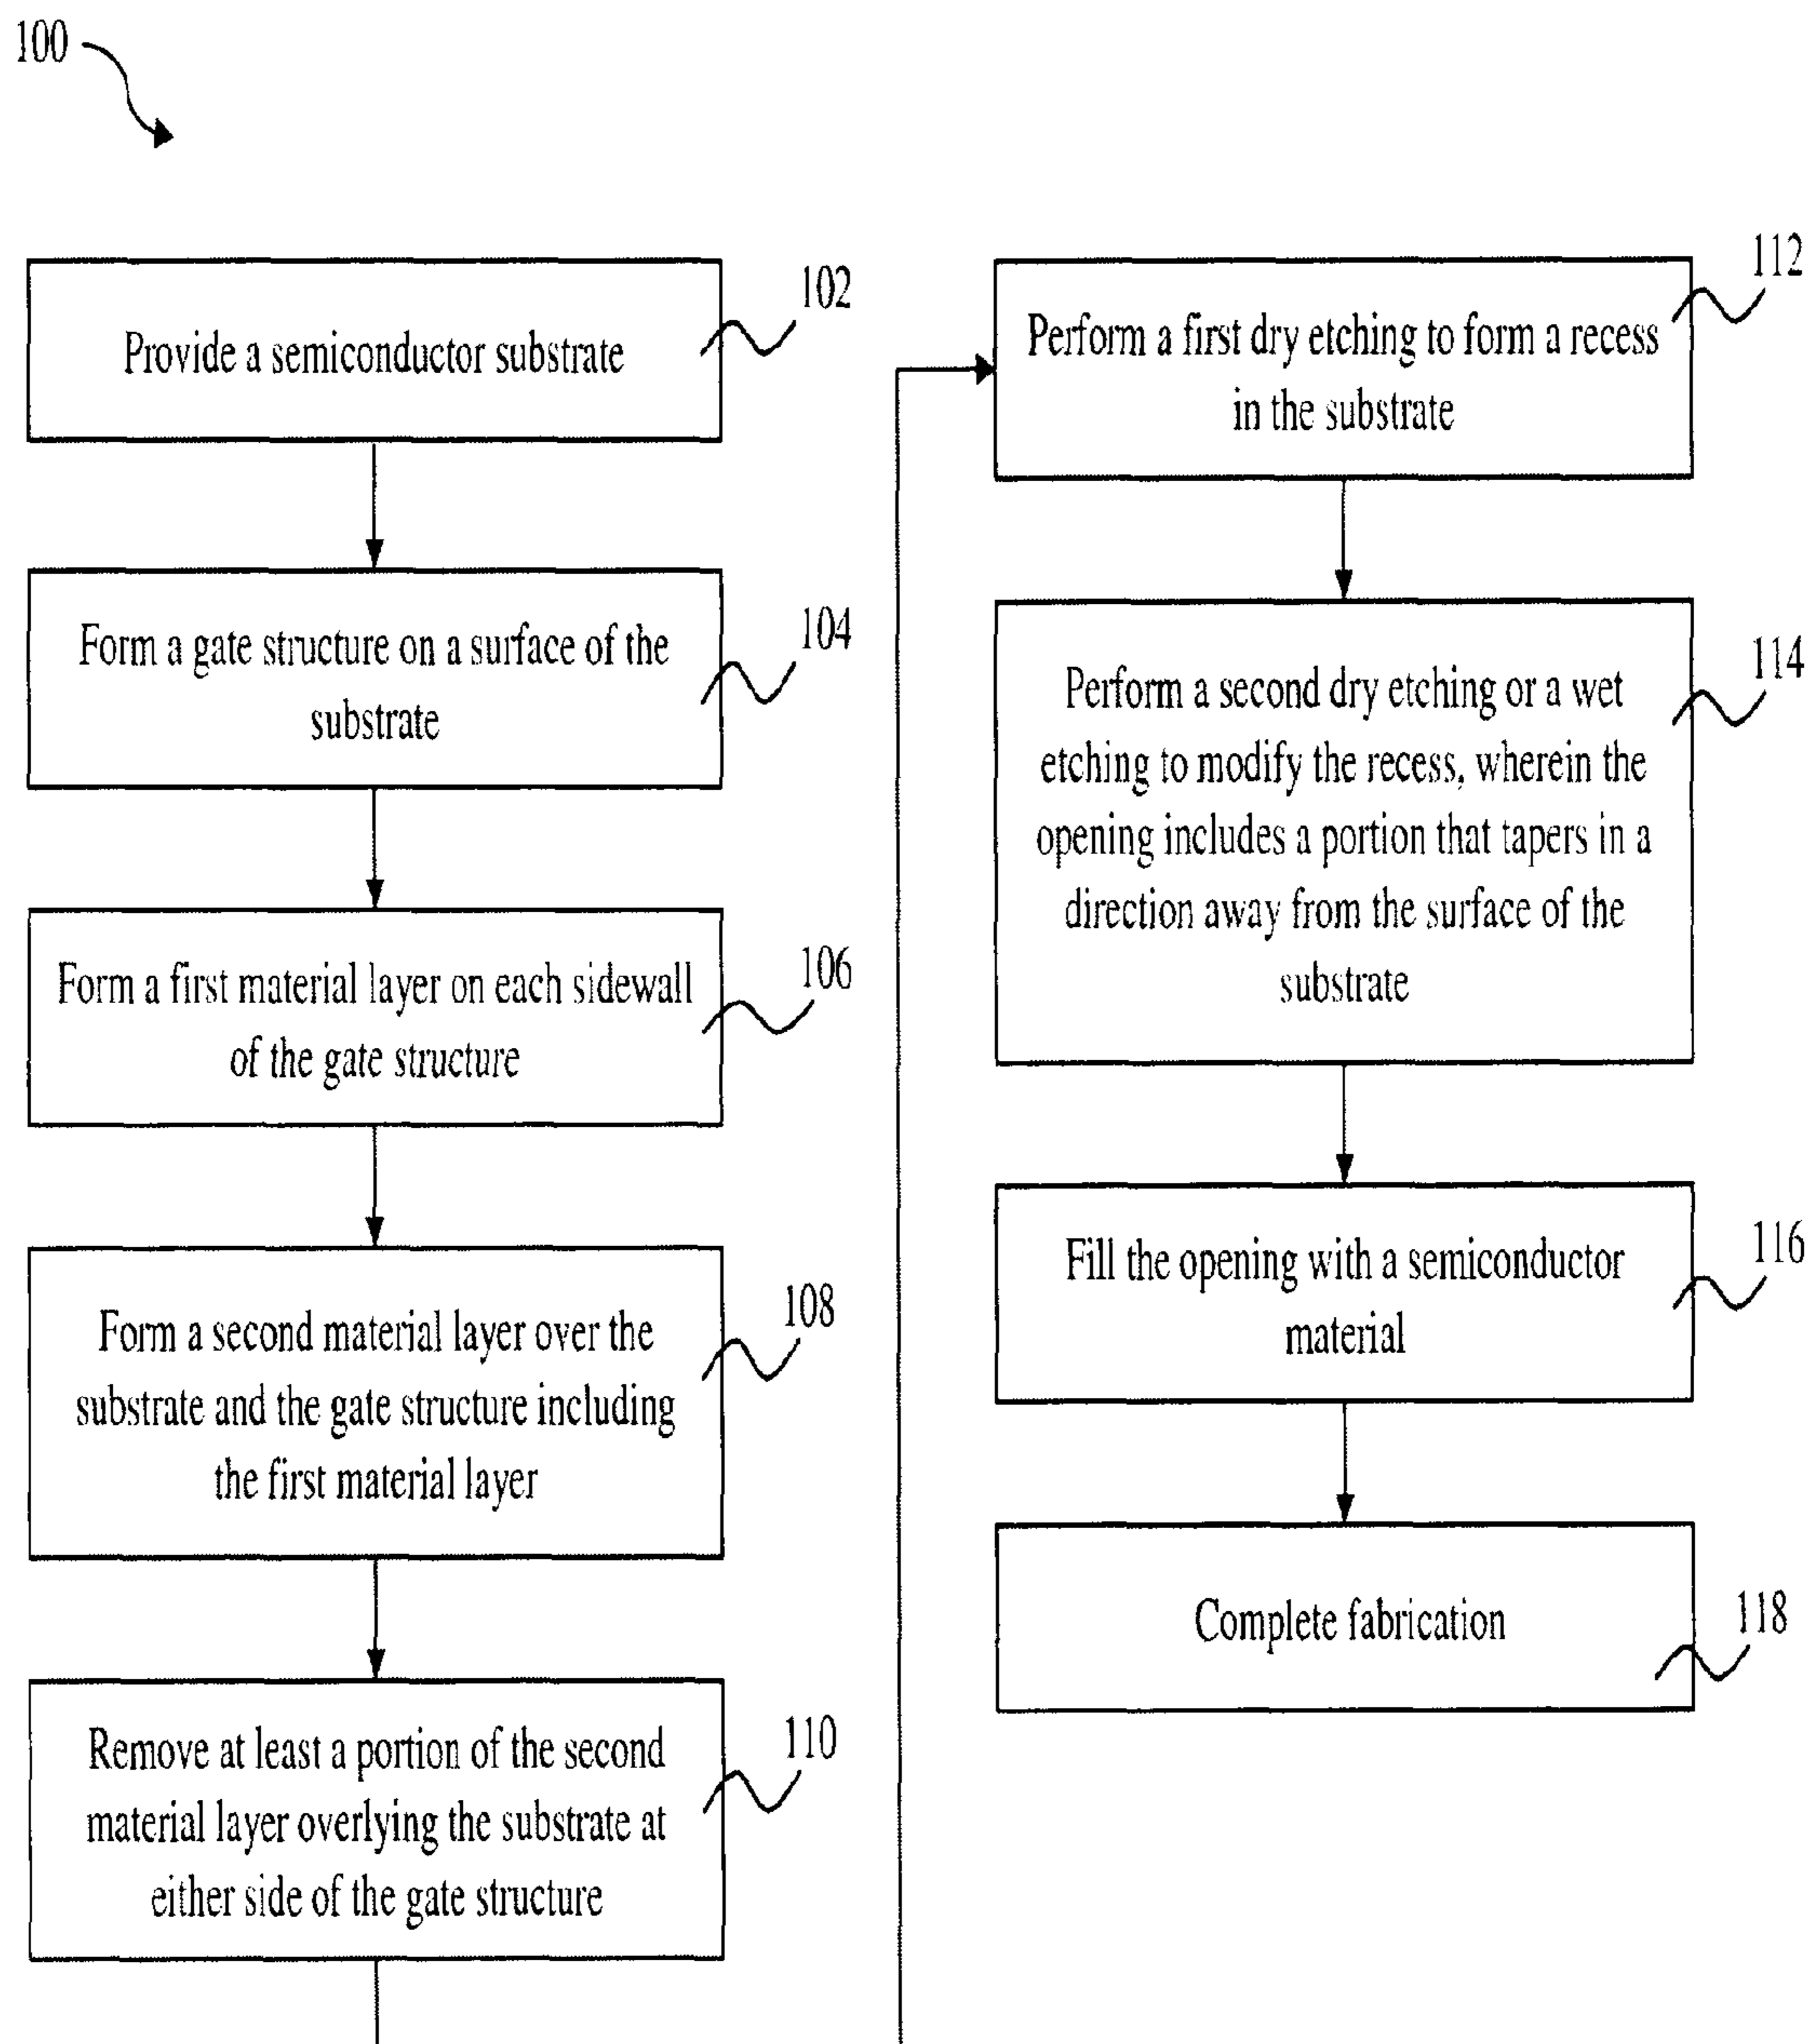 100
Provide a semiconductor substrate
102
Form a gate structure on a surface of the
substrate
104
Form a first material layer on each sidewall
of the gate structure
106
Form a second material layer over the
substrate and the gate structure including
the first material layer
108
Remove at least a portion of the second
material layer overlying the substrate at
either side of the gate structure
110
Perform a first dry etching to form a recess
in the substrate
112
Perform a second dry etching or a wet
etching to modify the recess, wherein the
opening includes a portion that tapers in a
direction away from the surface of the
substrate
114
Fill the opening with a semiconductor
material
116
Complete fabrication
118